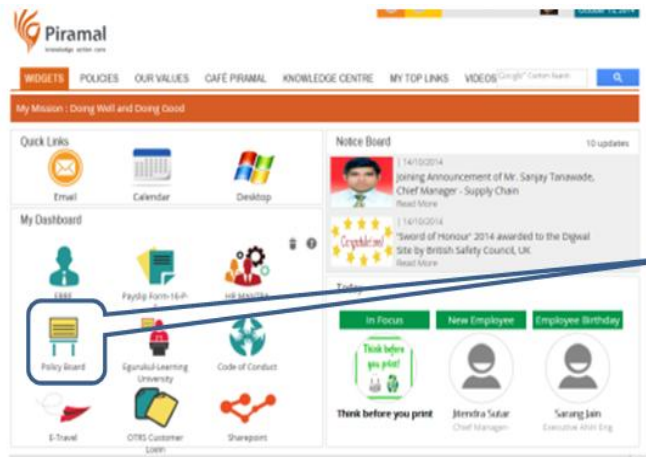 Piramal
knowledge action care
October 15, 2014
WIDGETS POLICIES OUR VALUES CAFÉ PIRAMAL KNOWLEDGE CENTRE MY TOP LINKS VIDEOS
My Mission : Doing Well and Doing Good
Quick Links
Email Calendar Desktop
My Dashboard
Payslip Form-16-P-
HR MANTRA
Policy Board
Egurukul-Learning
University
Code of Conduct
E-Travel
OTRS Customer
Login
Sharepoint
Notice Board 10 updates
| 14/10/2014
Joining Announcement of Mr. Sanjay Tanawade,
Chief Manager - Supply Chain
Read More
| 14/10/2014
Congratulations!
'Sword of Honour' 2014 awarded to the Digwal
Site by British Safety Council, UK
Read More
Today
In Focus New Employee Employee Birthday
Think before
you print!
Think before you print
Jitendra Sutar
Chief Manager-
Sarang Jain
Executive